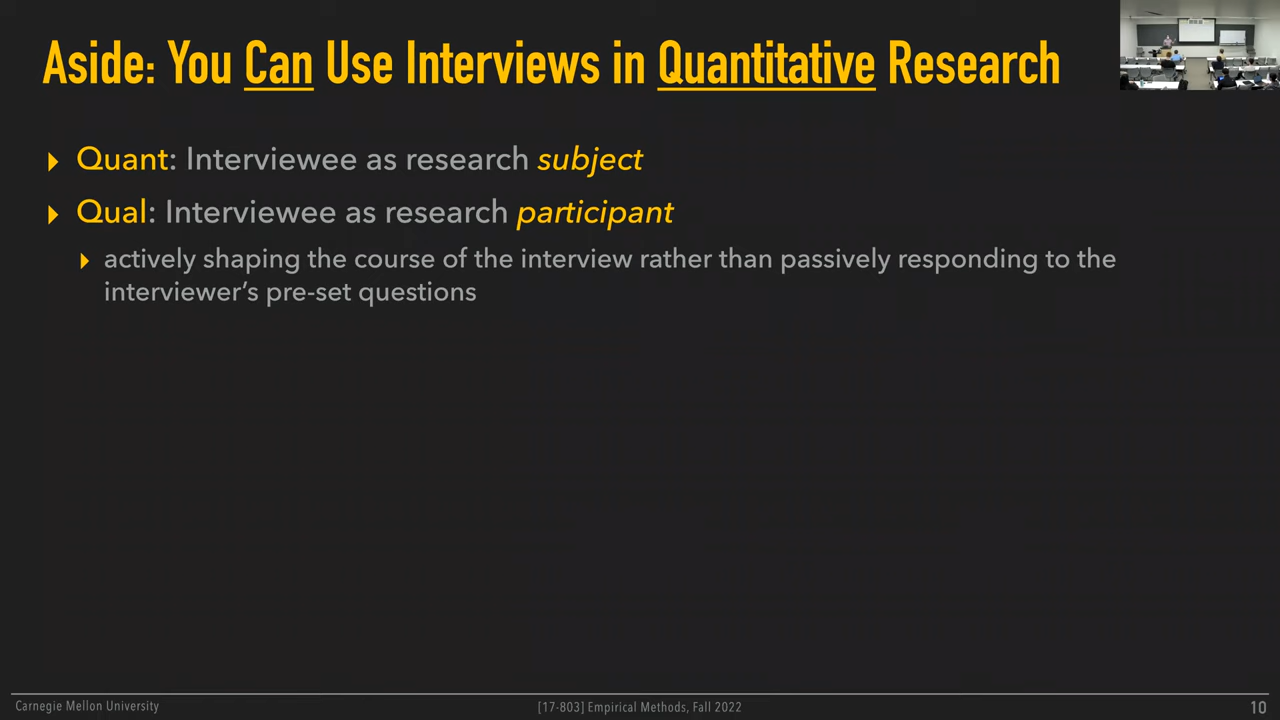 Aside: You Can Use Interviews in Quantitative Research
Quant: Interviewee as research subject
Qual: Interviewee as research participant
actively shaping the course of the interview rather than passively responding to the
interviewer’s pre-set questions
Carnegie Mellon University
[17-803] Empirical Methods, Fall 2022
10